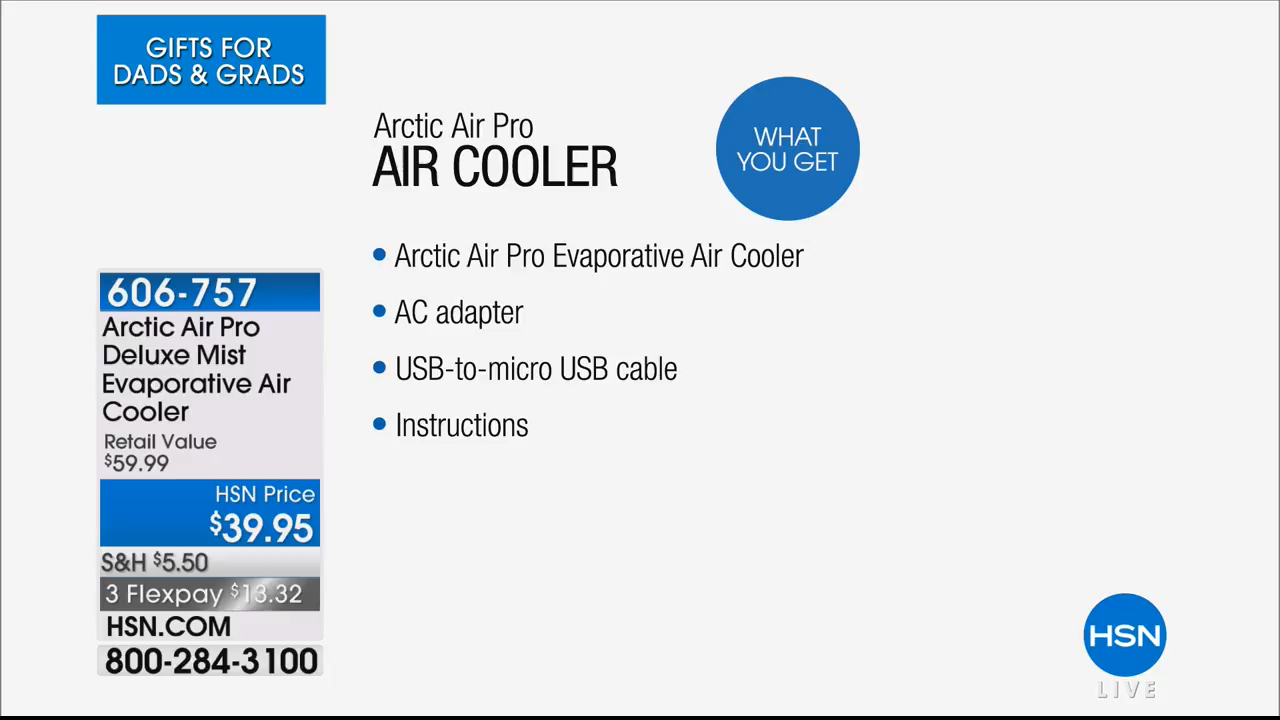 GIFTS FOR
DADS & GRADS
Arctic Air Pro
AIR COOLER
WHAT
YOU GET
• Arctic Air Pro Evaporative Air Cooler
• AC adapter
• USB-to-micro USB cable
• Instructions
606-757
Arctic Air Pro
Deluxe Mist
Evaporative Air
Cooler
Retail Value
$59.99
HSN Price
$39.95
S&H $5.50
3 Flexpay $13.32
HSN.COM
800-284-3100
HSN
LIVE